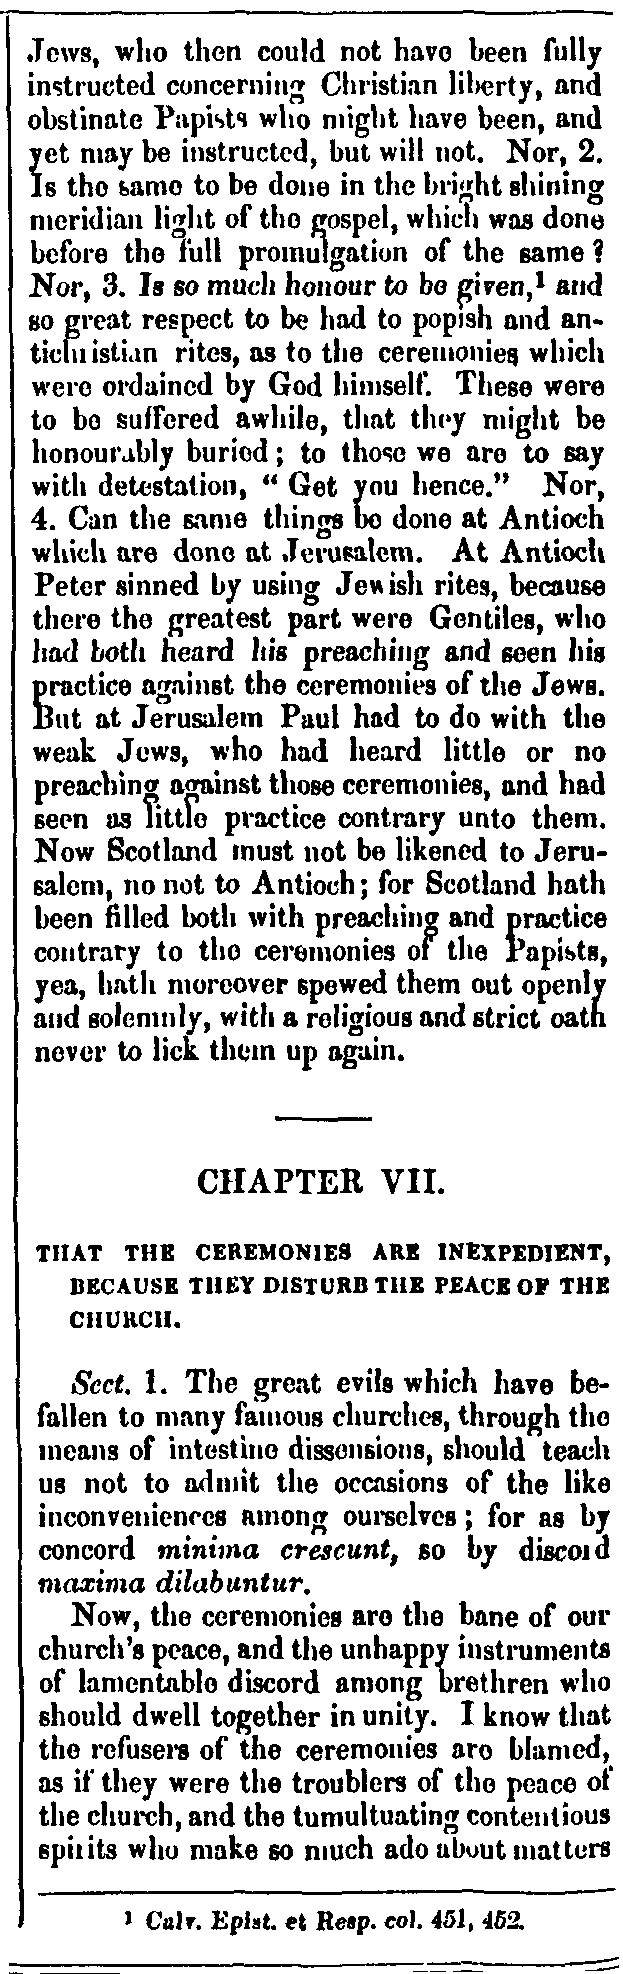 Jews, who then could not have been fully
instructed concerning Christian liberty, and
obstinate Papists who might have been, and
yet may be instructed, but will not. Nor, 2.
Is the same to be done in the bright shining
meridian light of the gospel, which was done
before the full promulgation of the same?
Nor, 3. Is so much honour to be given,¹ and
so great respect to be had to popish and an-
tichristian rites, as to the ceremonies which
were ordained by God himself. These were
to be suffered awhile, that they might be
honourably buried; to those we are to say
with detestation, “Get you hence.” Nor,
4. Can the same things be done at Antioch
which are done at Jerusalem. At Antioch
Peter sinned by using Jewish rites, because
there the greatest part were Gentiles, who
had both heard his preaching and seen his
practice against the ceremonies of the Jews.
But at Jerusalem Paul had to do with the
weak Jews, who had heard little or no
preaching against those ceremonies, and had
seen as little practice contrary unto them.
Now Scotland must not be likened to Jeru-
salem, no not to Antioch; for Scotland hath
been filled both with preaching and practice
contrary to the ceremonies of the Papists,
yea, hath moreover spewed them out openly
and solemnly, with a religious and strict oath
never to lick them up again.
CHAPTER VII.
THAT THE CEREMONIES ARE INEXPEDIENT,
BECAUSE THEY DISTURB THE PEACE OF THE
CHURCH.
Sect. 1. The great evils which have be-
fallen to many famous churches, through the
means of intestine dissensions, should teach
us not to admit the occasions of the like
inconveniences among ourselves; for as by
concord minima crescunt, so by discord
maxima dilabuntur.
Now, the ceremonies are the bane of our
church's peace, and the unhappy instruments
of lamentable discord among brethren who
should dwell together in unity. I know that
the refusers of the ceremonies are blamed,
as if they were the troublers of the peace of
the church, and the tumultuating contentious
spirits who make so much ado about matters
¹ Calv. Epist. et Resp. col. 451, 452.